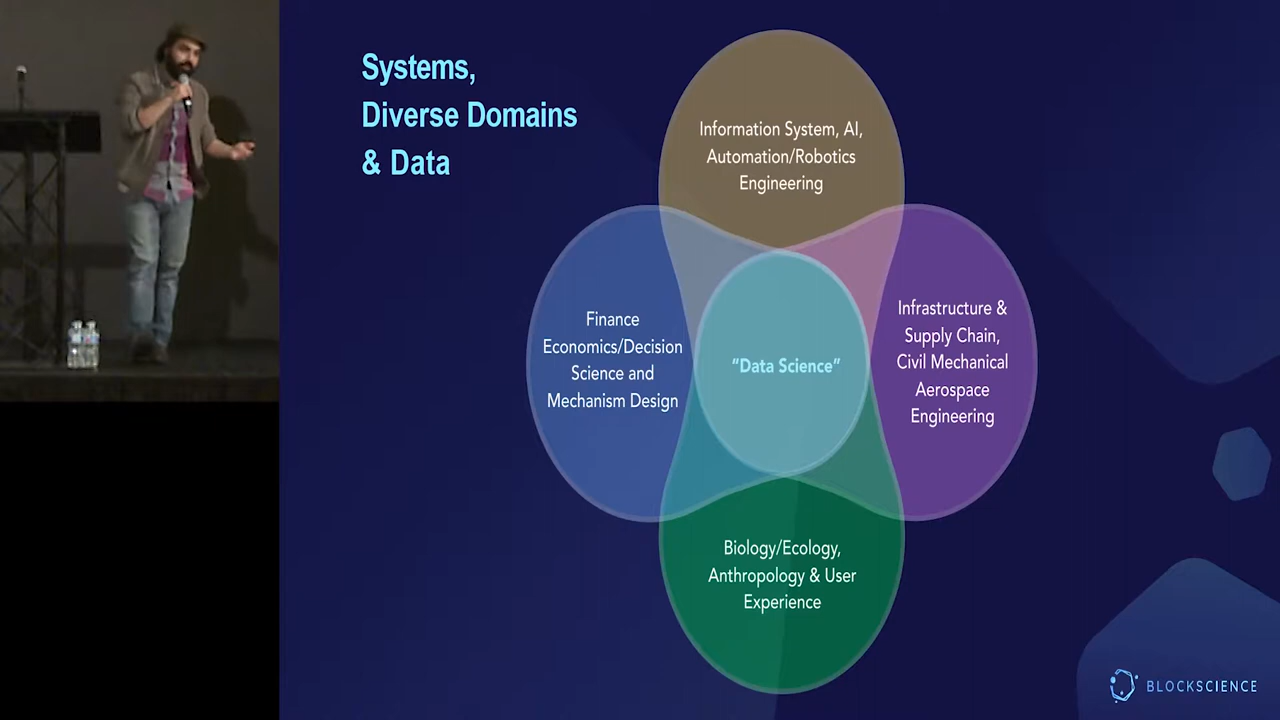 Systems,
Diverse Domains
& Data
Information System, AI,
Automation/Robotics
Engineering
Finance
Economics/Decision
Science and
Mechanism Design
"Data Science"
Infrastructure &
Supply Chain,
Civil Mechanical
Aerospace
Engineering
Biology/Ecology,
Anthropology & User
Experience
BLOCKSCIENCE